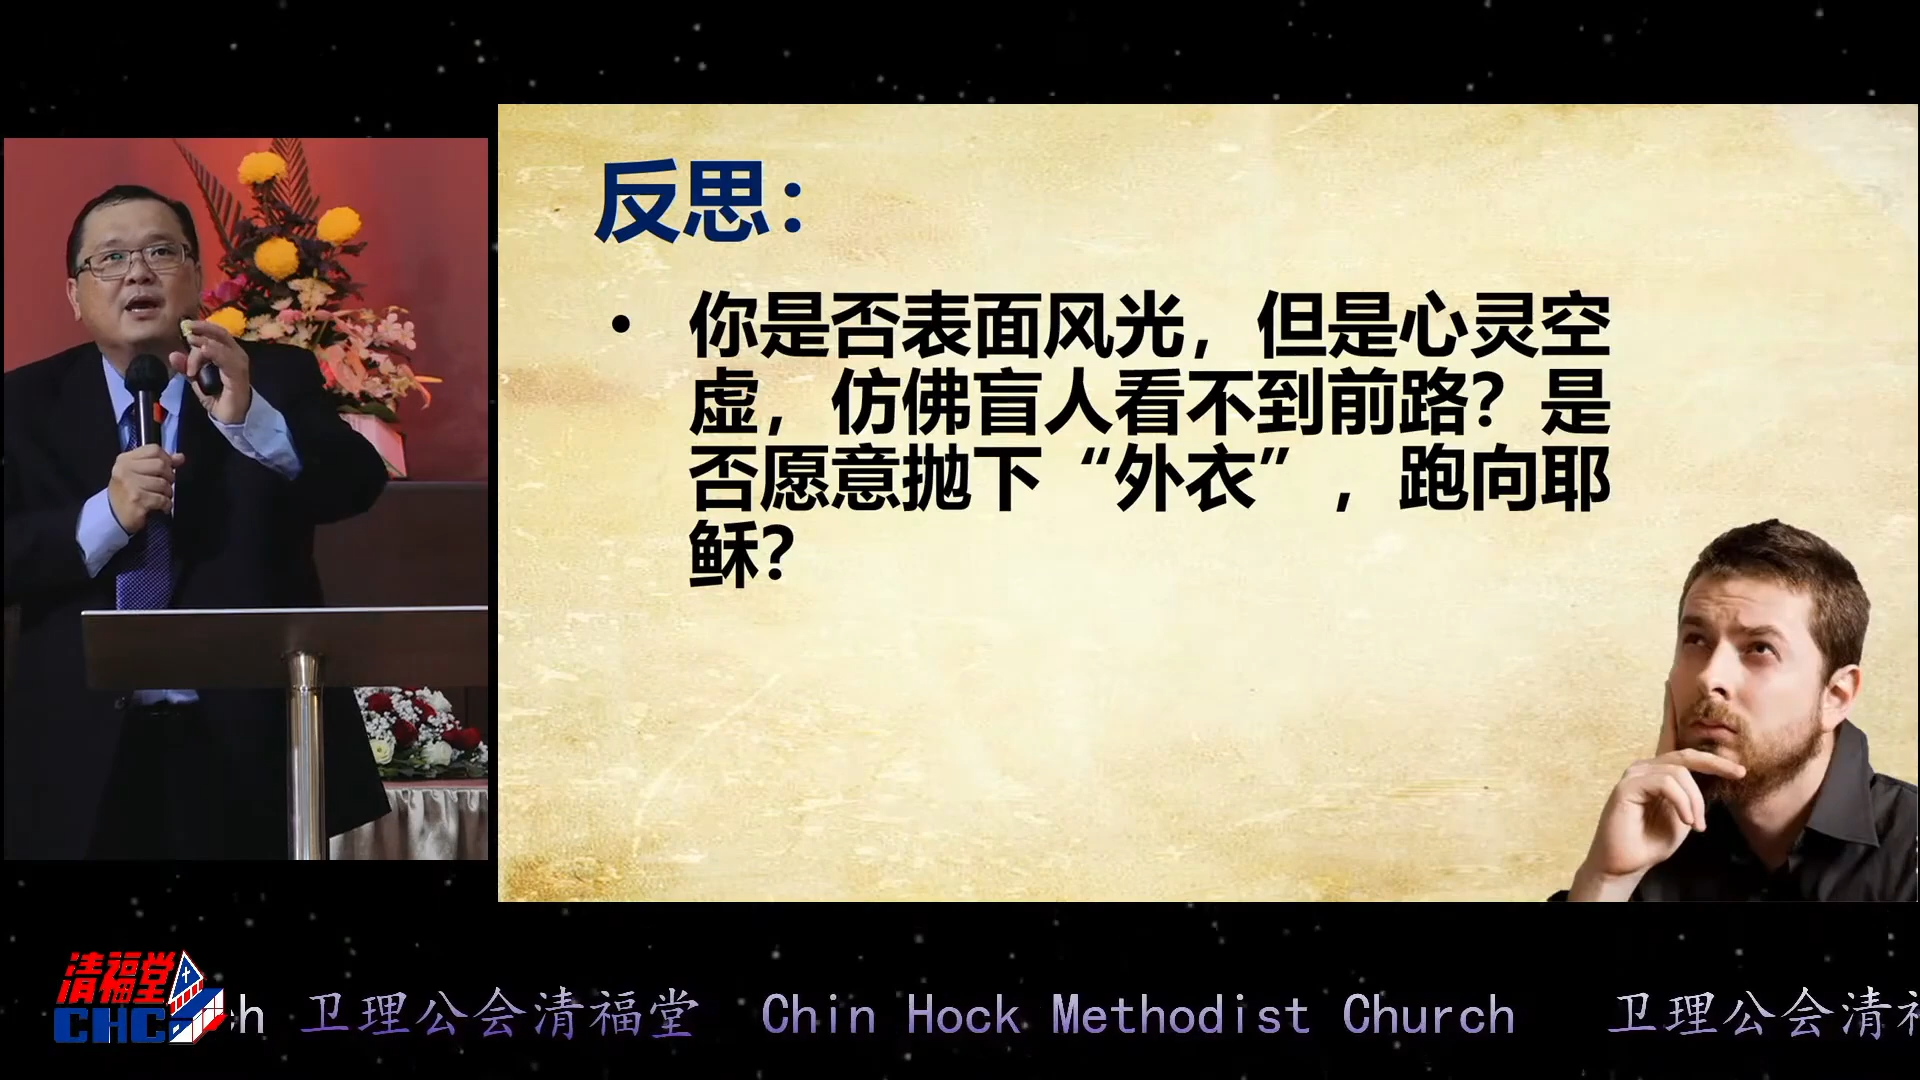 反思：
• 你是否表面风光，但是心灵空
虚，仿佛盲人看不到前路？是
否愿意抛下“外衣”，跑向耶
稣？
清福堂
CHC
h 卫理公会清福堂 Chin Hock Methodist Church 卫理公会清福